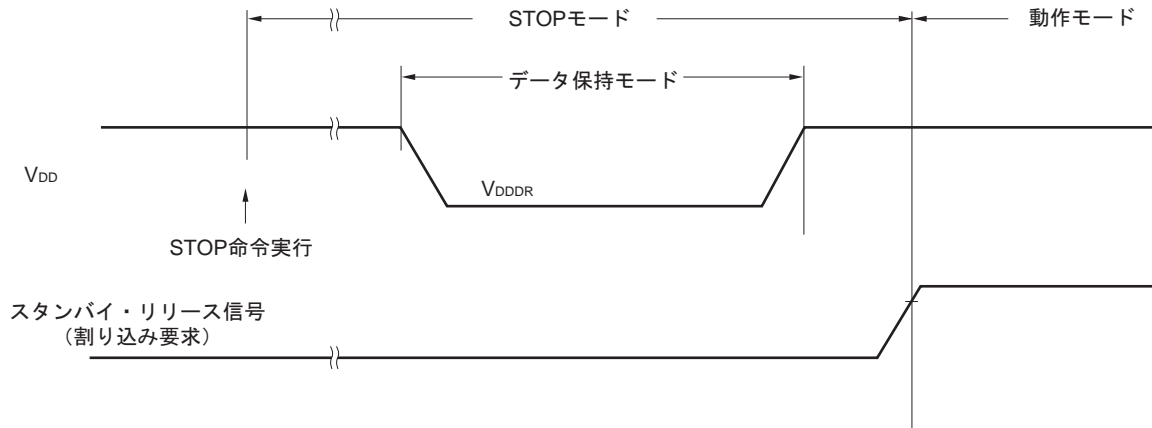 STOPモード
動作モード
データ保持モード
VDD
VDDDR
STOP命令実行
スタンバイ・リリース信号
（割り込み要求）